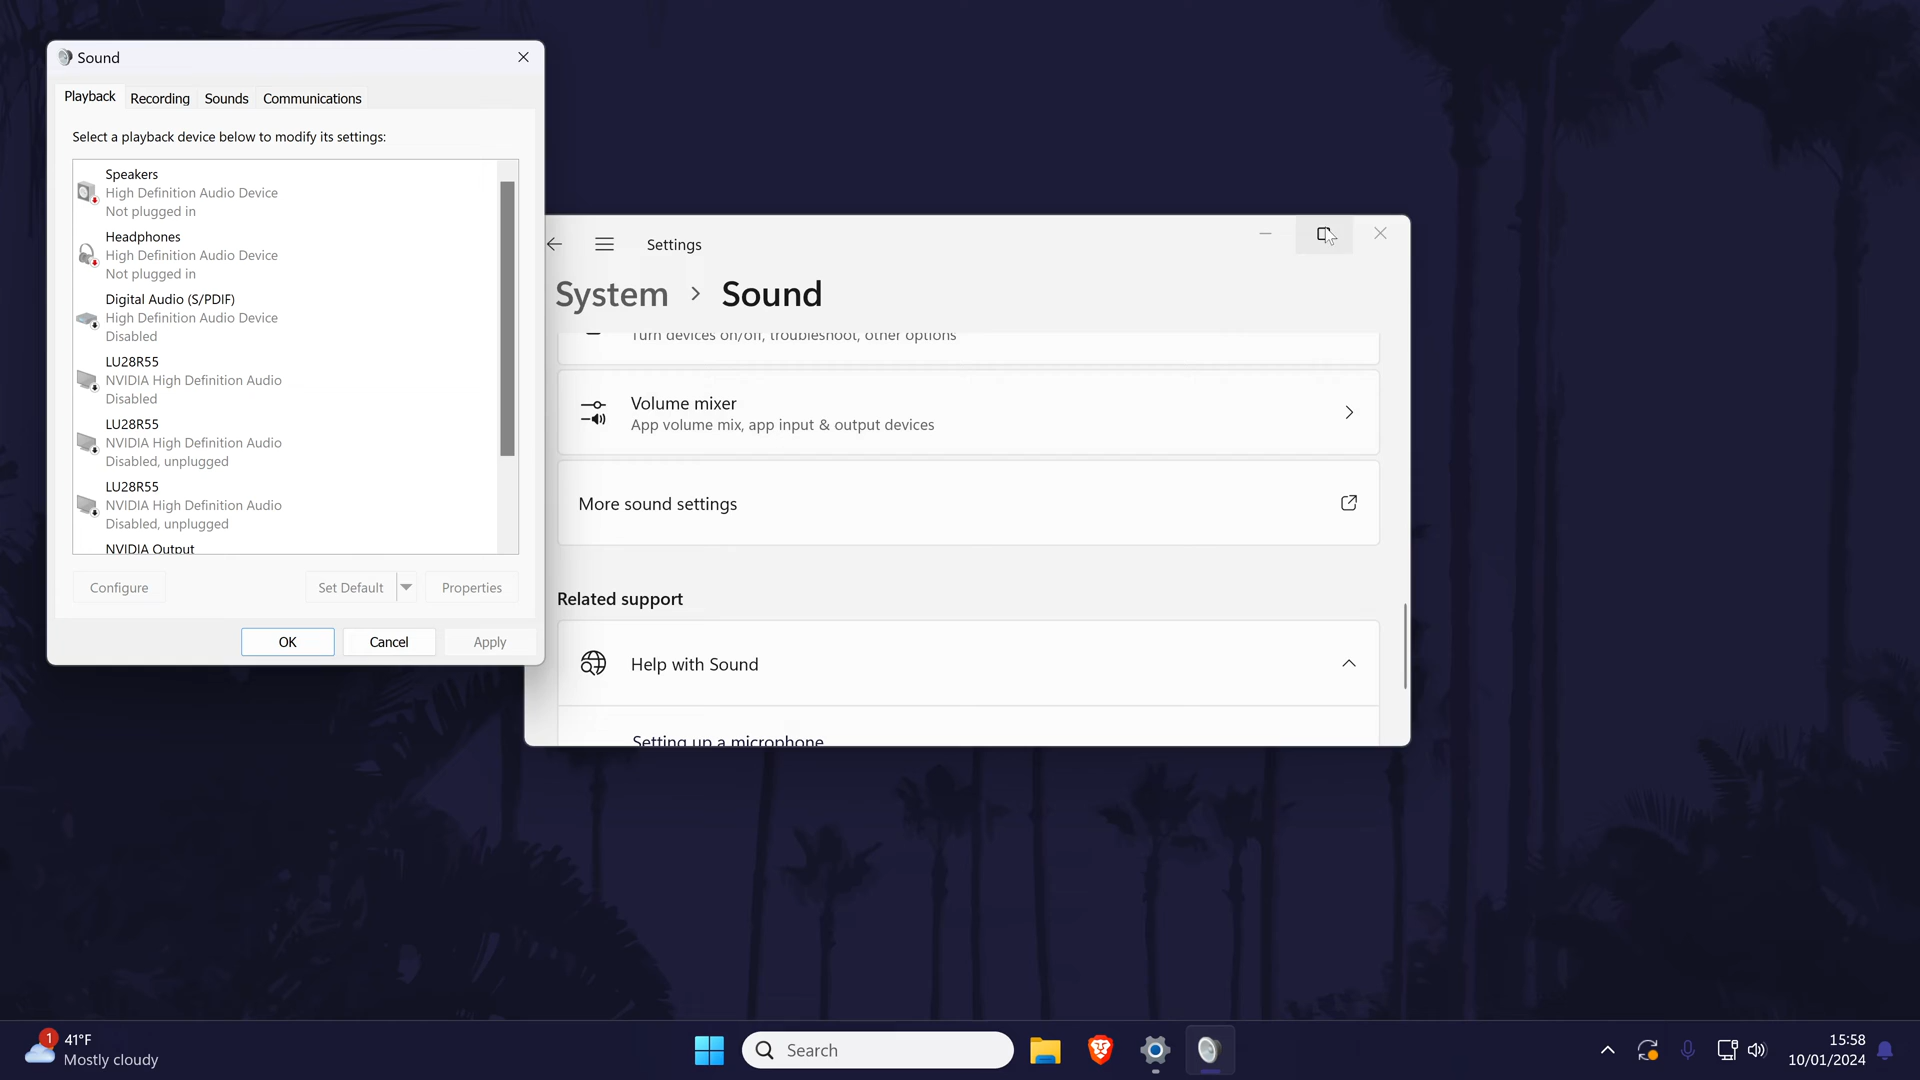 Sound
Playback
Recording
Sounds
Communications
Select a playback device below to modify its settings:
Speakers
High Definition Audio Device
Not plugged in
Headphones
High Definition Audio Device
Not plugged in
Digital Audio (S/PDIF)
High Definition Audio Device
Disabled
LU28R55
NVIDIA High Definition Audio
Disabled
LU28R55
NVIDIA High Definition Audio
Disabled, unplugged
LU28R55
NVIDIA High Definition Audio
Disabled, unplugged
NVIDIA Output
Configure
Set Default
Properties
OK
Cancel
Apply
Settings
System > Sound
Turn devices on/off, troubleshoot, other options
Volume mixer
App volume mix, app input & output devices
More sound settings
Related support
Help with Sound
Setting up a microphone
1
41°F
Mostly cloudy
Search
15:58
10/01/2024